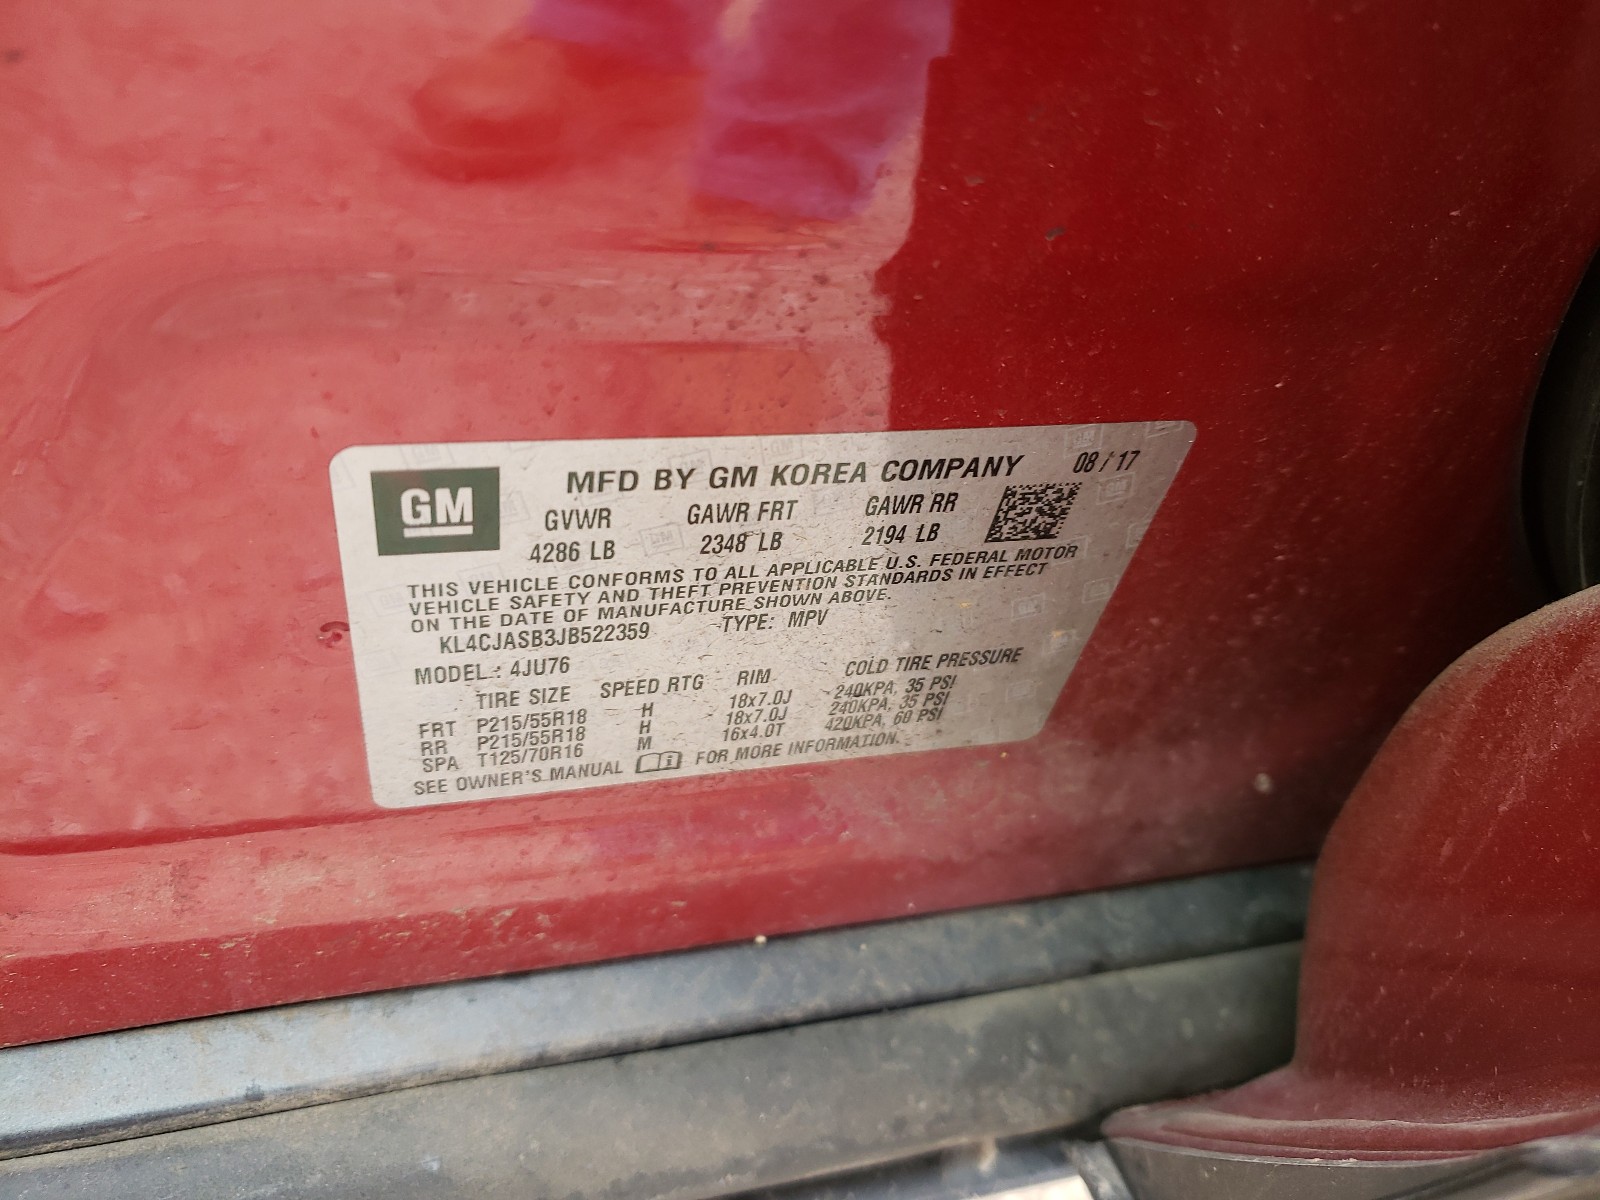 GM
MFD BY GM KOREA COMPANY 08/17
GVWR GAWR FRT GAWR RR
4286 LB 2348 LB 2194 LB
THIS VEHICLE CONFORMS TO ALL APPLICABLE U.S. FEDERAL MOTOR
VEHICLE SAFETY AND THEFT PREVENTION STANDARDS IN EFFECT
ON THE DATE OF MANUFACTURE SHOWN ABOVE.
KL4CJASB3JB522359 TYPE: MPV
MODEL: 4JU76
TIRE SIZE SPEED RTG RIM COLD TIRE PRESSURE
FRT P215/55R18 H 18x7.0J 240KPA, 35 PSI
RR P215/55R18 H 18x7.0J 240KPA, 35 PSI
SPA T125/70R16 M 16x4.0T 420KPA, 60 PSI
SEE OWNER'S MANUAL FOR MORE INFORMATION.